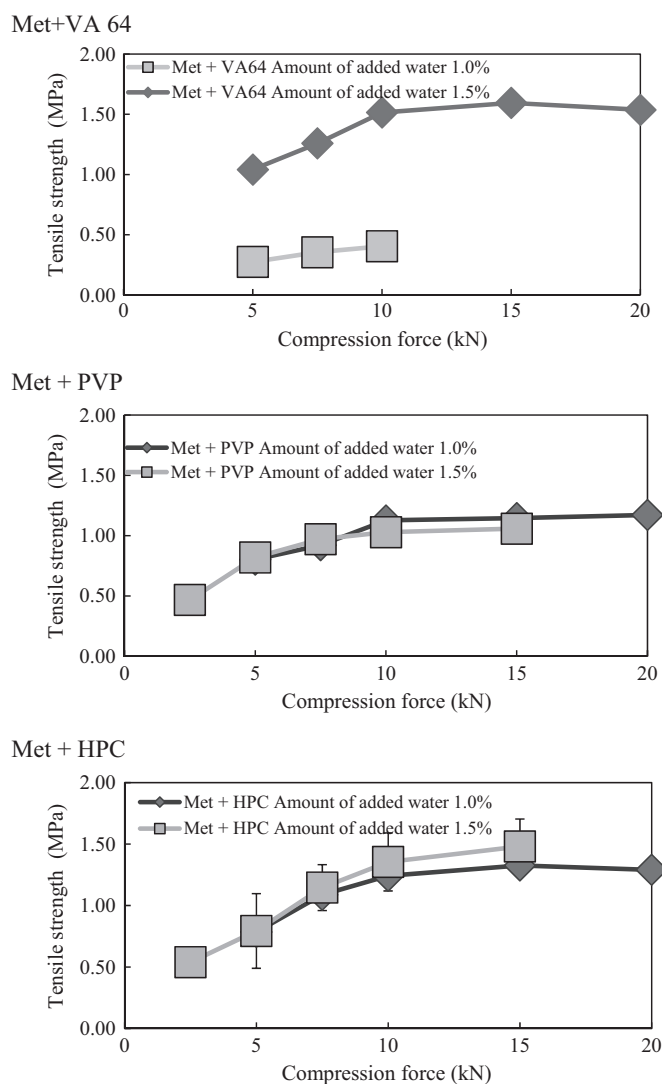 Met+VA 64
2.00
Met + VA64 Amount of added water 1.0%
Met + VA64 Amount of added water 1.5%
1.50
1.00
0.50
0.00
Tensile strength (MPa)
0 5 10 15 20
Compression force (kN)
Met + PVP
2.00
Met + PVP Amount of added water 1.0%
Met + PVP Amount of added water 1.5%
1.50
1.00
0.50
0.00
Tensile strength (MPa)
0 5 10 15 20
Compression force (kN)
Met + HPC
2.00
Met + HPC Amount of added water 1.0%
Met + HPC Amount of added water 1.5%
1.50
1.00
0.50
0.00
Tensile strength (MPa)
0 5 10 15 20
Compression force (kN)